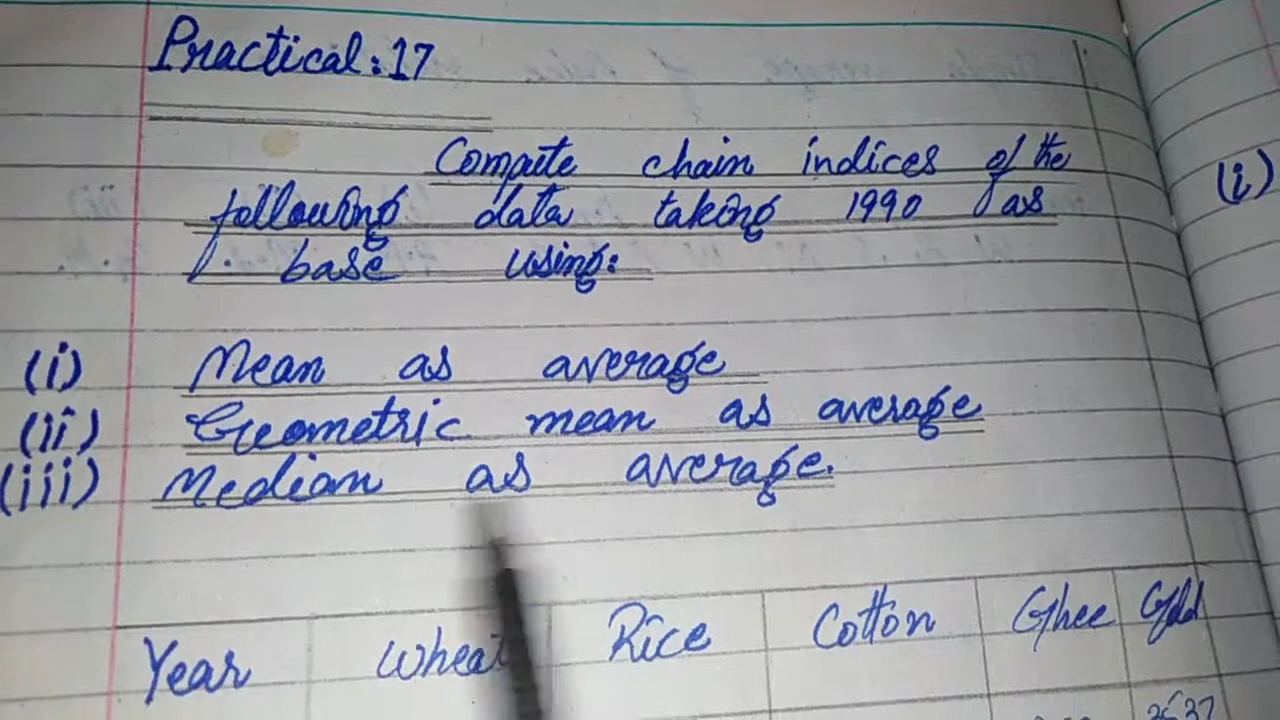 Practical:17
Compute chain indices of the
following data taking 1990 as
base using:
(i) Mean as average
(ii) Geometric mean as average
(iii) Median as average.
Year Wheat Rice Cotton Ghee Gold
(i)